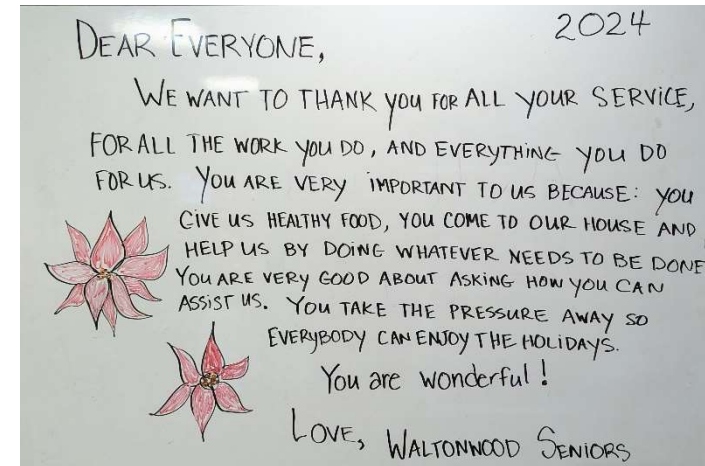 2024
DEAR EVERYONE,
WE WANT TO THANK YOU FOR ALL YOUR SERVICE,
FOR ALL THE WORK YOU DO, AND EVERYTHING YOU DO
FOR US. YOU ARE VERY IMPORTANT TO US BECAUSE: YOU
GIVE US HEALTHY FOOD, YOU COME TO OUR HOUSE AND
HELP US BY DOING WHATEVER NEEDS TO BE DONE
YOU ARE VERY GOOD ABOUT ASKING HOW YOU CAN
ASSIST US. YOU TAKE THE PRESSURE AWAY SO
EVERYBODY CAN ENJOY THE HOLIDAYS.
You are wonderful!
LOVE, WALTONWOOD SENIORS